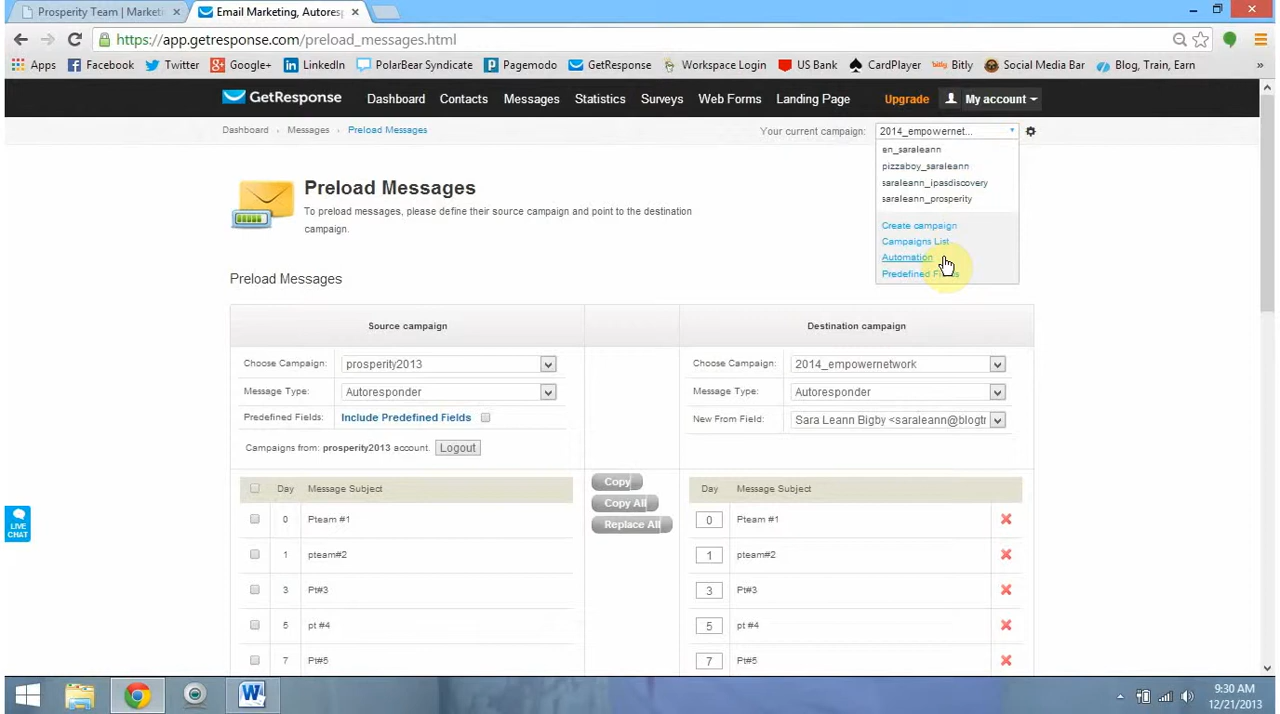 Prosperity Team | Marketi
Email Marketing, Autoresp
https://app.getresponse.com/preload_messages.html
Apps Facebook Twitter Google+ LinkedIn PolarBear Syndicate Pagemodo GetResponse Workspace Login US Bank CardPlayer bitly Bitly Social Media Bar Blog, Train, Earn »
GetResponse Dashboard Contacts Messages Statistics Surveys Web Forms Landing Page Upgrade My account
Dashboard › Messages › Preload Messages Your current campaign: 2014_empowernet...
en_saraleann
pizzaboy_saraleann
saraleann_ipasdiscovery
saraleann_prosperity
Create campaign
Campaigns List
Automation
Predefined Fields
Preload Messages
To preload messages, please define their source campaign and point to the destination
campaign.
Preload Messages
Source campaign Destination campaign
Choose Campaign: prosperity2013 Choose Campaign: 2014_empowernetwork
Message Type: Autoresponder Message Type: Autoresponder
Predefined Fields: Include Predefined Fields New From Field: Sara Leann Bigby <saraleann@blogtr
Campaigns from: prosperity2013 account. Logout
Day Message Subject Copy Day Message Subject
Copy All
Replace All
0 Pteam #1 0 Pteam #1
1 pteam#2 1 pteam#2
3 Pt#3 3 Pt#3
5 pt #4 5 pt #4
7 Pt#5 7 Pt#5
LIVE
CHAT
9:30 AM
12/21/2013